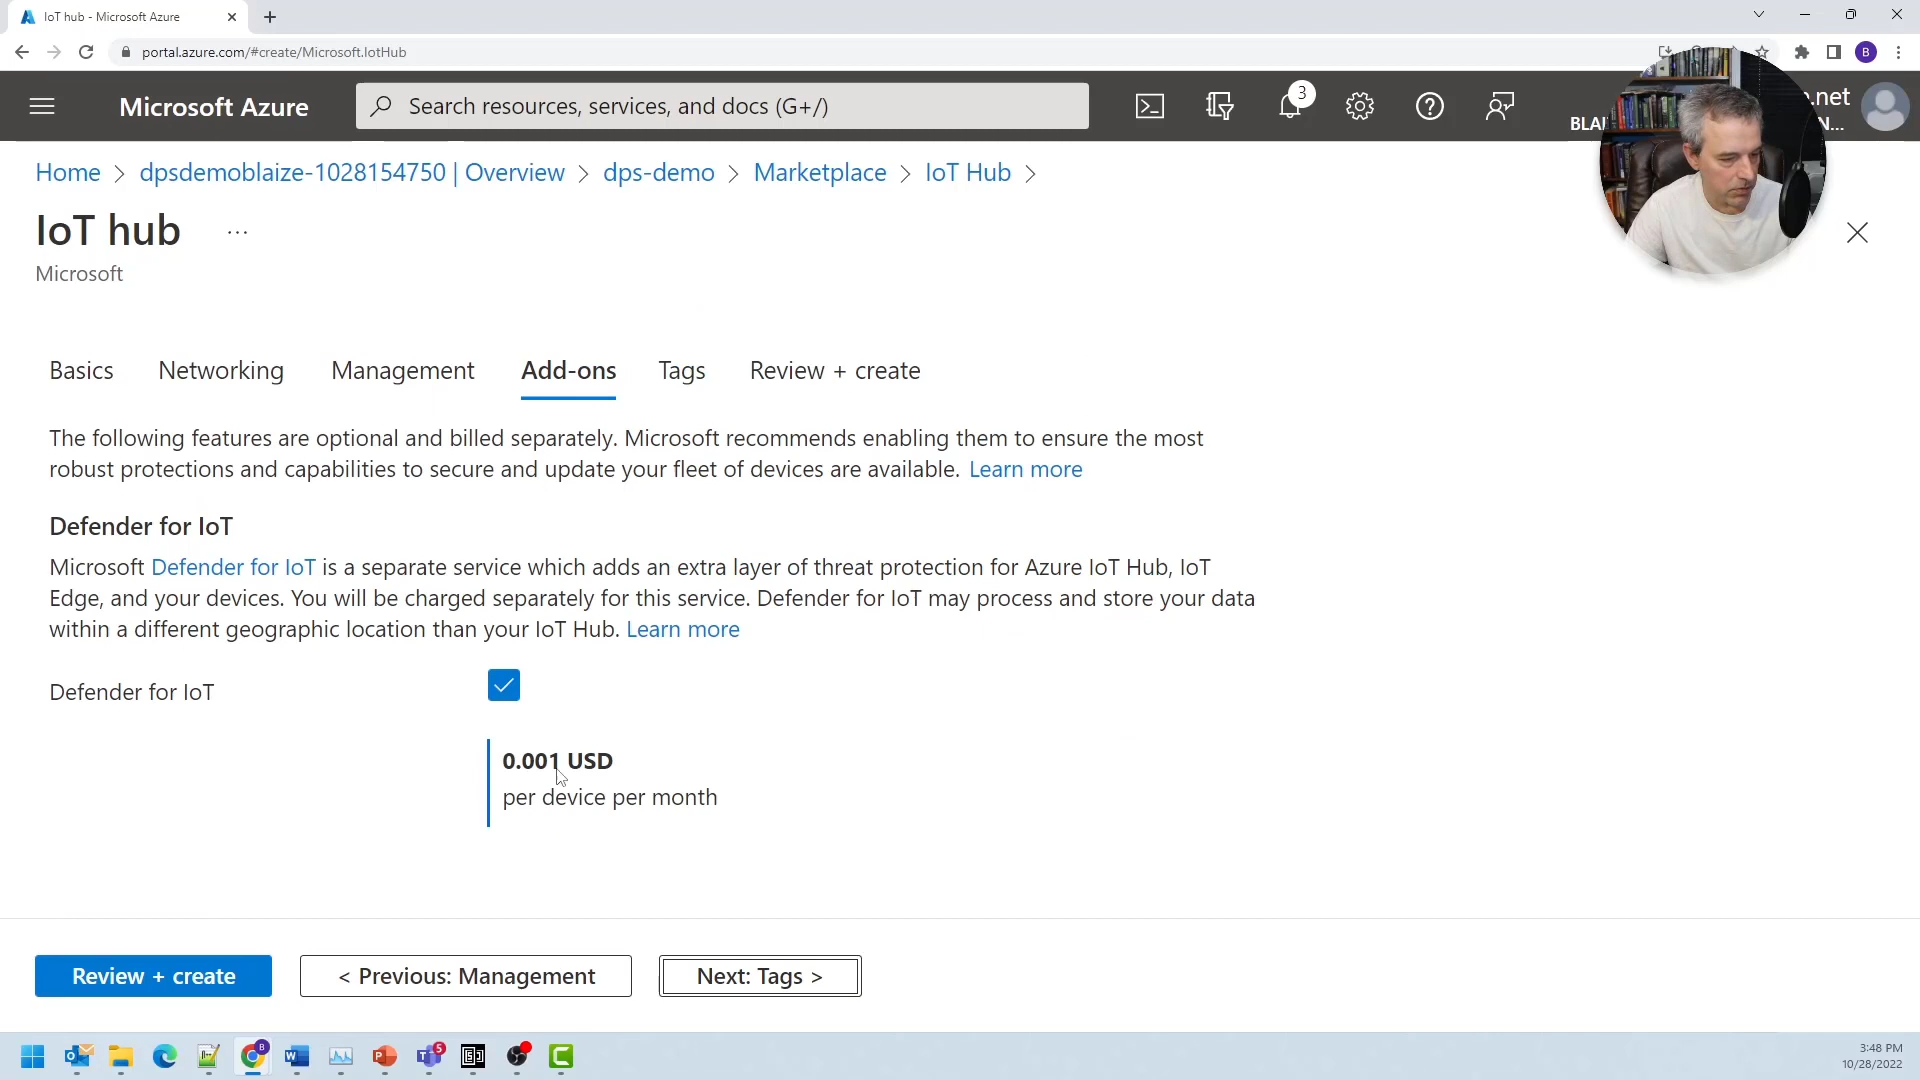 IoT hub - Microsoft Azure
portal.azure.com/#create/Microsoft.IotHub
B
Microsoft Azure
Search resources, services, and docs (G+/)
3
.net
BLAI
N...
Home > dpsdemoblaize-1028154750 | Overview > dps-demo > Marketplace > IoT Hub >
IoT hub ...
Microsoft
Basics Networking Management Add-ons Tags Review + create
The following features are optional and billed separately. Microsoft recommends enabling them to ensure the most
robust protections and capabilities to secure and update your fleet of devices are available. Learn more
Defender for IoT
Microsoft Defender for IoT is a separate service which adds an extra layer of threat protection for Azure IoT Hub, IoT
Edge, and your devices. You will be charged separately for this service. Defender for IoT may process and store your data
within a different geographic location than your IoT Hub. Learn more
Defender for IoT
0.001 USD
per device per month
Review + create
< Previous: Management
Next: Tags >
3:48 PM
10/28/2022